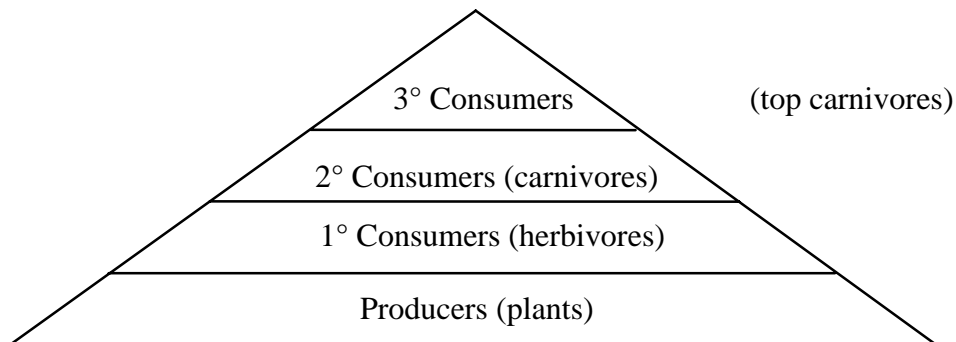 3° Consumers (top carnivores)
2° Consumers (carnivores)
1° Consumers (herbivores)
Producers (plants)